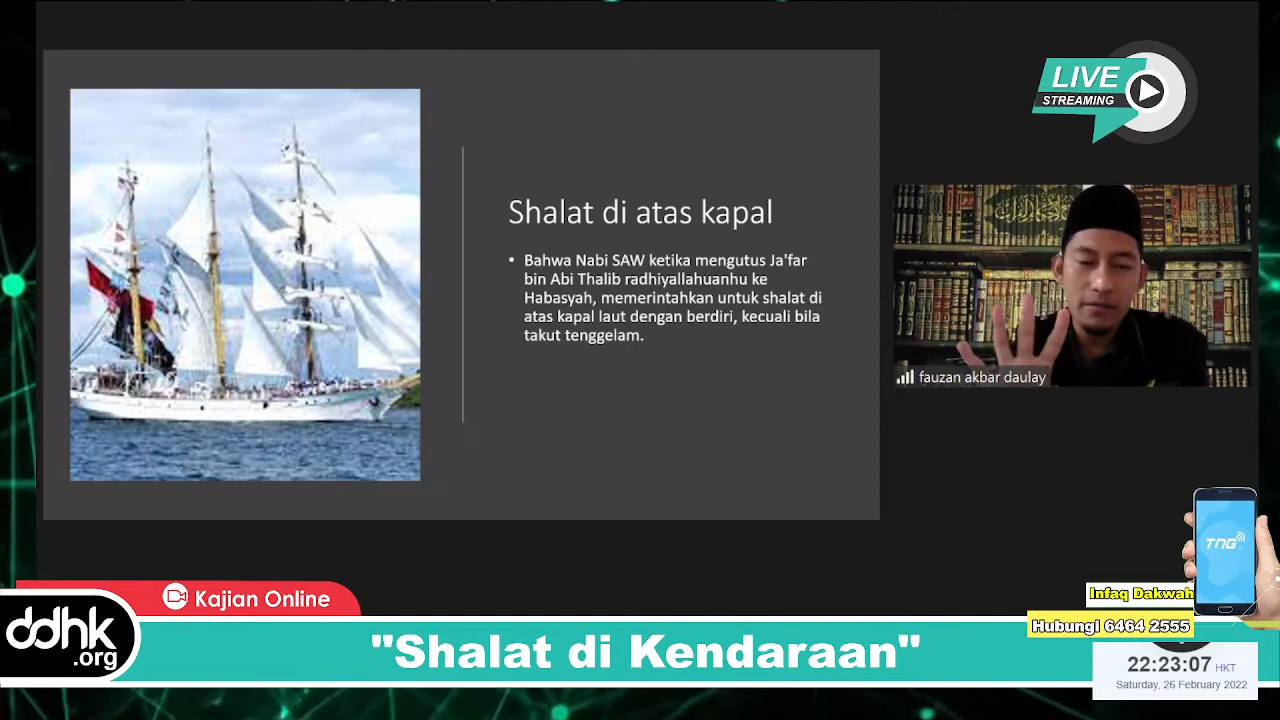 LIVE
STREAMING
Shalat di atas kapal
• Bahwa Nabi SAW ketika mengutus Ja'far
bin Abi Thalib radhiyallahuanhu ke
Habasyah, memerintahkan untuk shalat di
atas kapal laut dengan berdiri, kecuali bila
takut tenggelam.
fauzan akbar daulay
TNG
Kajian Online
ddhk
.org
"Shalat di Kendaraan"
Infaq Dakwah
Hubungi 6464 2555
22:23:07 HKT
Saturday, 26 February 2022